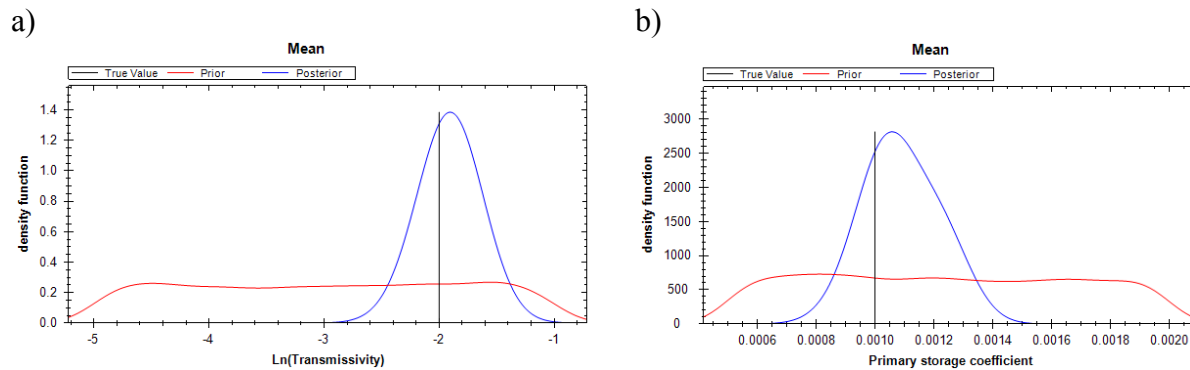 a)
Mean
True Value Prior Posterior
density function
1.4
1.2
1.0
0.8
0.6
0.4
0.2
0.0
-5 -4 -3 -2 -1
Ln(Transmissivity)
b)
Mean
True Value Prior Posterior
density function
3000
2500
2000
1500
1000
500
0
0.0006 0.0008 0.0010 0.0012 0.0014 0.0016 0.0018 0.0020
Primary storage coefficient